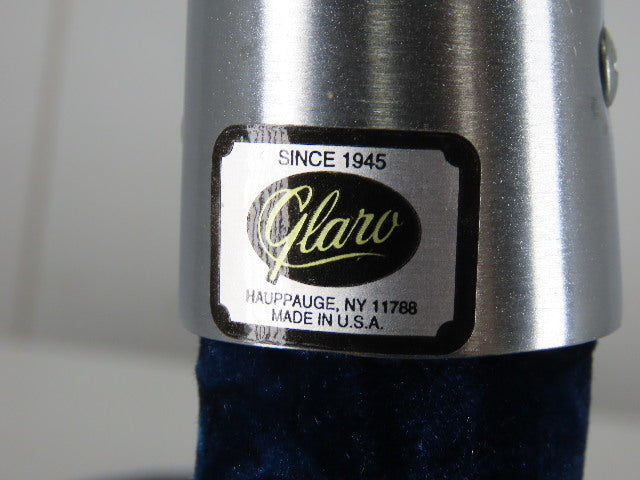 SINCE 1945
Glaro
HAUPPAUGE, NY 11788
MADE IN U.S.A.